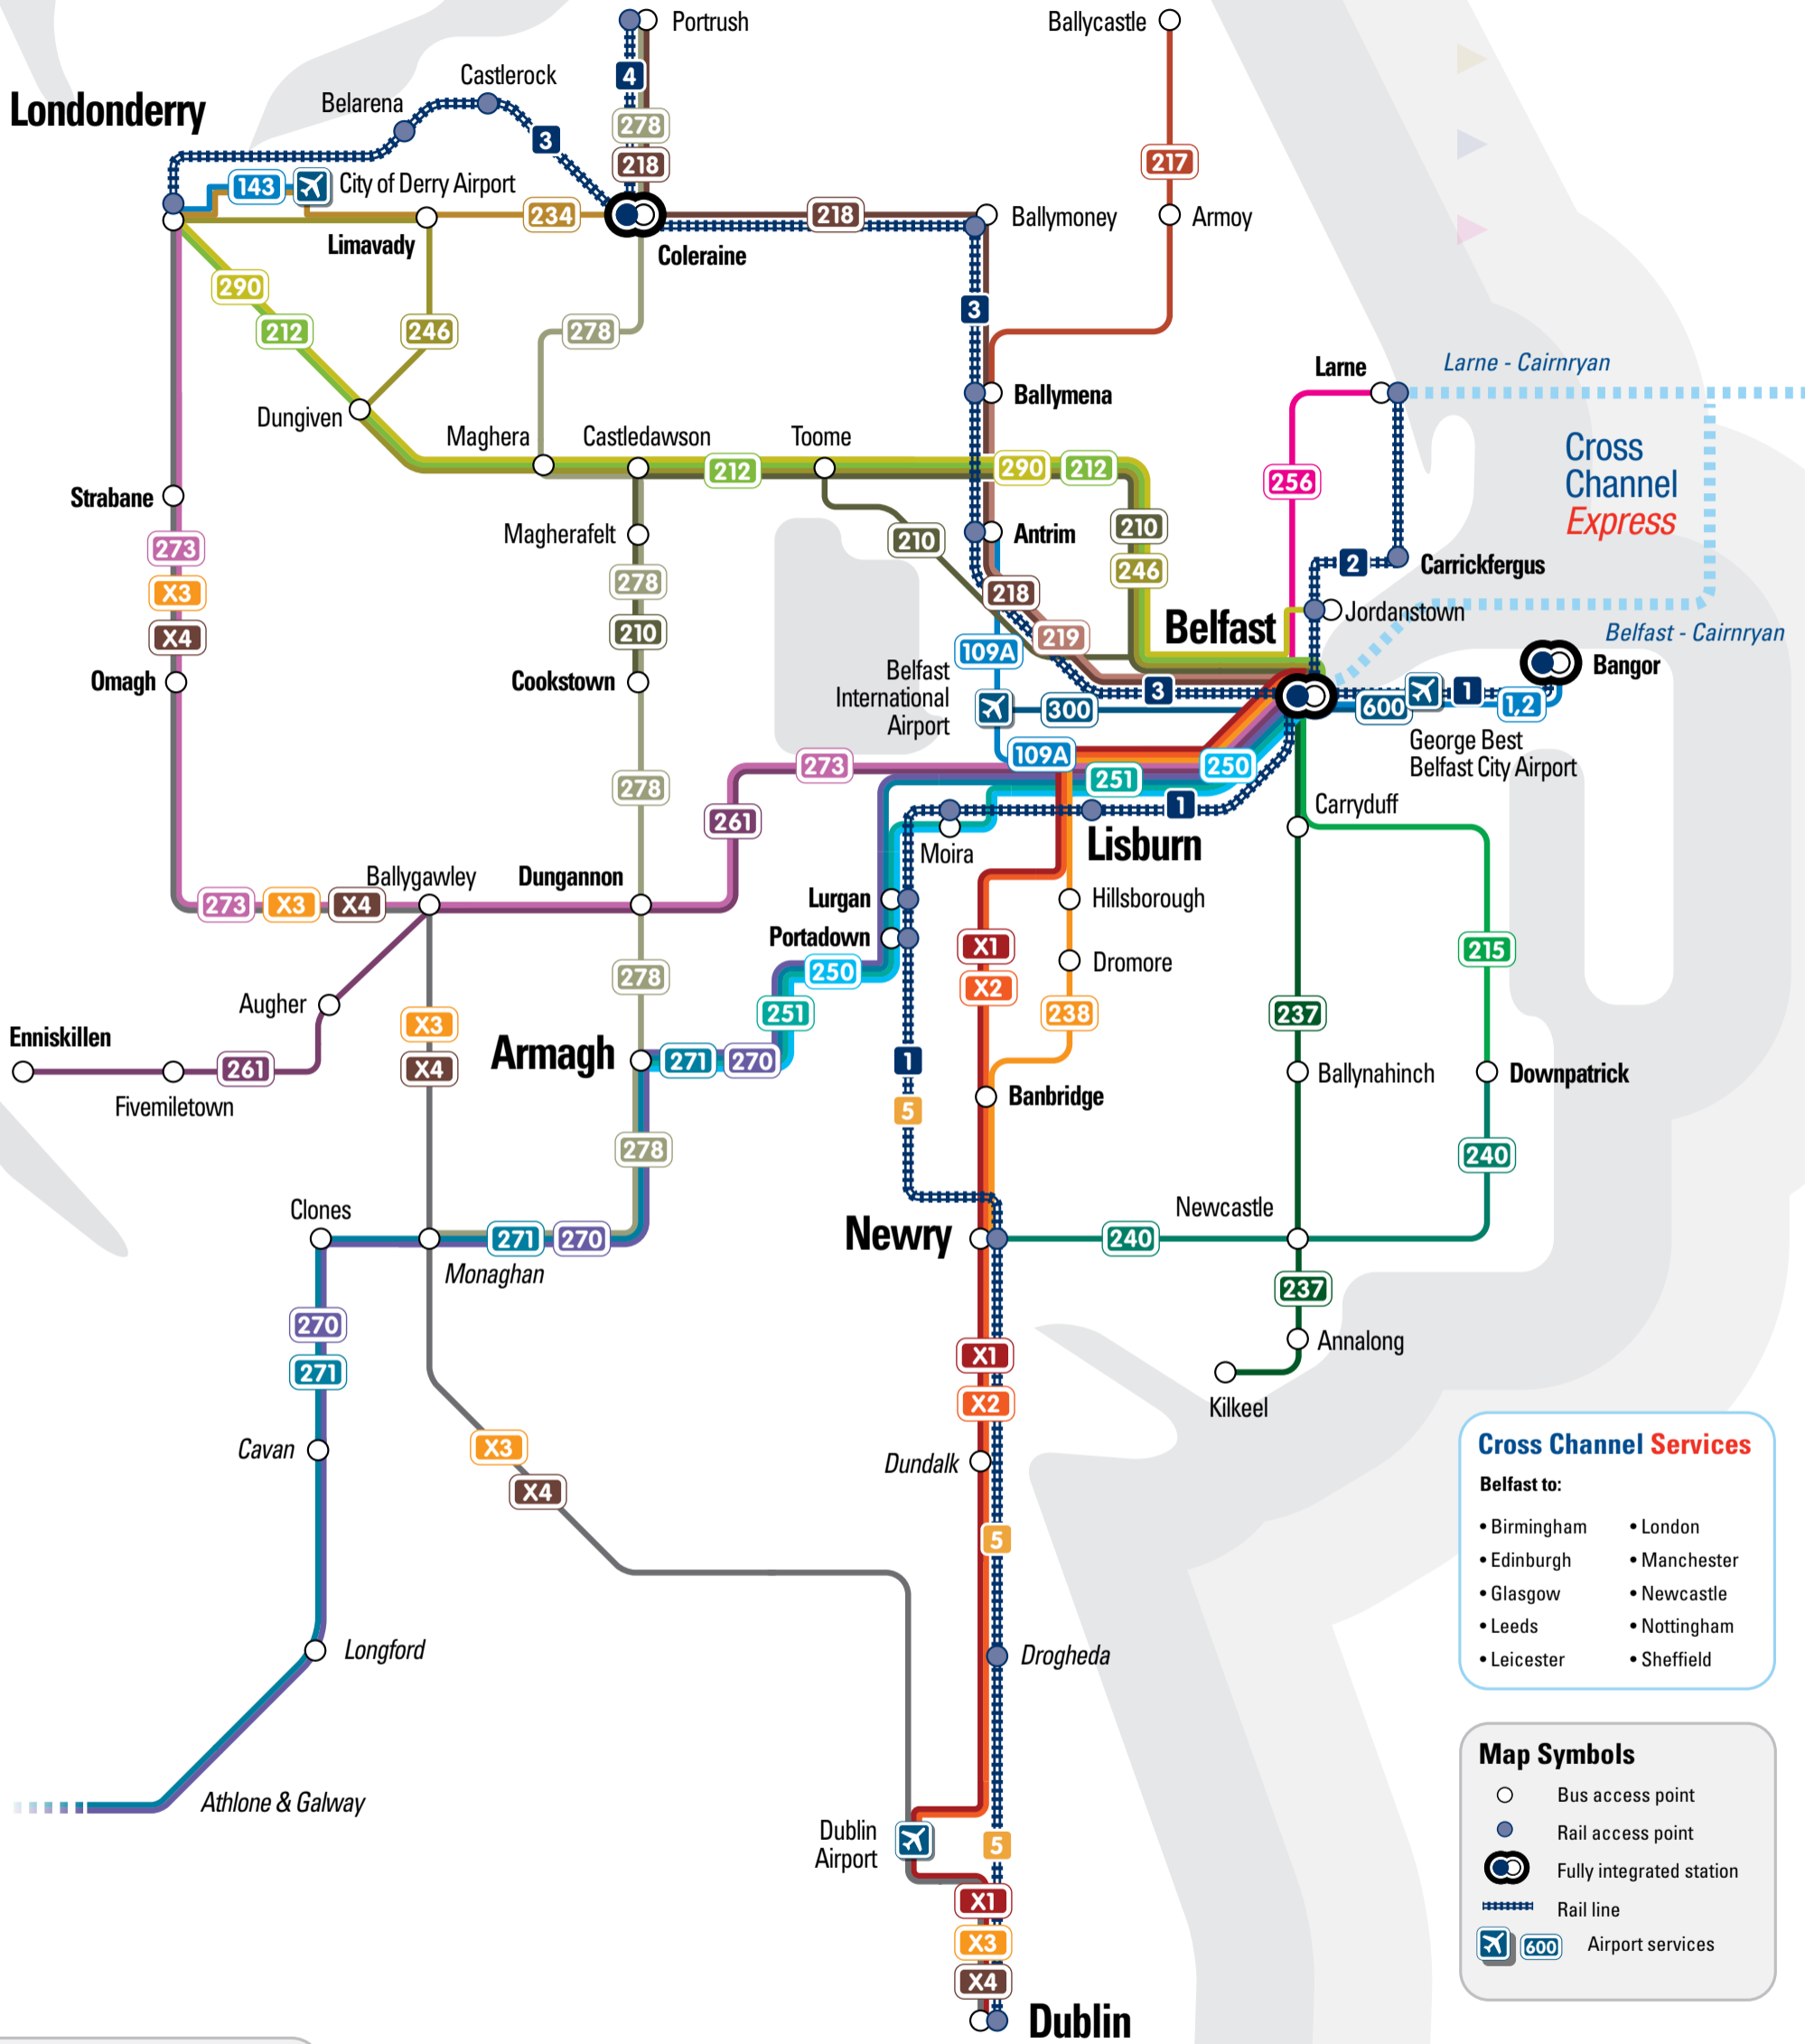 Portrush
Ballycastle
Castlerock
4
Belarena
Londonderry
278
3
218
217
143
City of Derry Airport
234
218
Ballymoney
Armoy
Limavady
Coleraine
290
3
212
246
278
Larne
Larne - Cairnryan
Ballymena
Dungiven
Maghera
Castledawson
Toome
Cross
Channel
Express
212
290
212
256
Strabane
210
Magherafelt
210
Antrim
273
246
2
Carrickfergus
278
X3
218
Jordanstown
X4
210
219
Belfast
Belfast - Cairnryan
109A
Omagh
Cookstown
Belfast
International
Airport
Bangor
3
1
300
600
1,2
George Best
Belfast City Airport
109A
273
250
251
278
261
1
Carryduff
Moira
Lisburn
Ballygawley
Dungannon
273
X3
X4
Lurgan
Hillsborough
Portadown
X1
215
Dromore
250
278
X2
Augher
251
238
237
X3
Enniskillen
Armagh
271
270
1
261
X4
Ballynahinch
Downpatrick
Fivemiletown
Banbridge
5
278
240
Clones
Newcastle
Newry
271
270
240
Monaghan
237
270
X1
Annalong
271
X2
Kilkeel
Cavan
X3
Dundalk
X4
5
Longford
Drogheda
Athlone & Galway
Dublin
Airport
5
X1
X3
X4
Dublin
Cross Channel Services
Belfast to:
• Birmingham
• Edinburgh
• Glasgow
• Leeds
• Leicester
• London
• Manchester
• Newcastle
• Nottingham
• Sheffield
Map Symbols
Bus access point
Rail access point
Fully integrated station
Rail line
600
Airport services